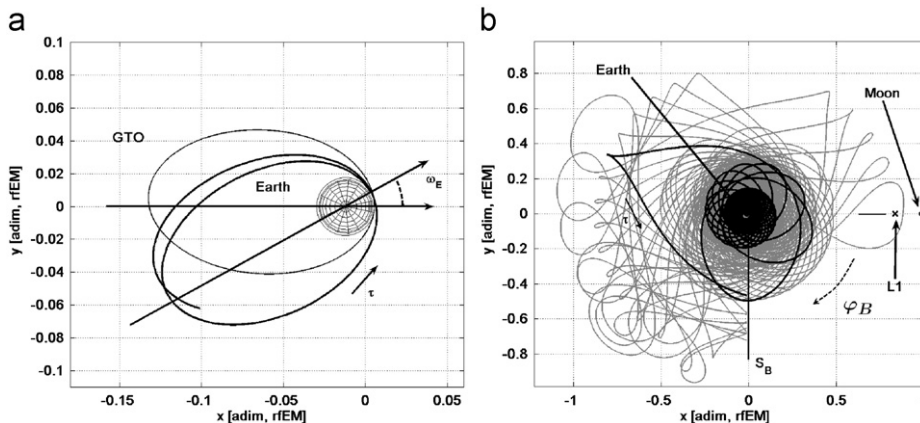 a
0.1
0.08
0.06
0.04
0.02
0
-0.02
-0.04
-0.06
-0.08
-0.1
y [adim, rfEM]
GTO
Earth
ω_E
τ
-0.15
-0.1
-0.05
0
0.05
x [adim, rfEM]
b
0.8
0.6
0.4
0.2
0
-0.2
-0.4
-0.6
-0.8
y [adim, rfEM]
Earth
Moon
τ
L1
φ_B
S_B
-1
-0.5
0
0.5
x [adim, rfEM]